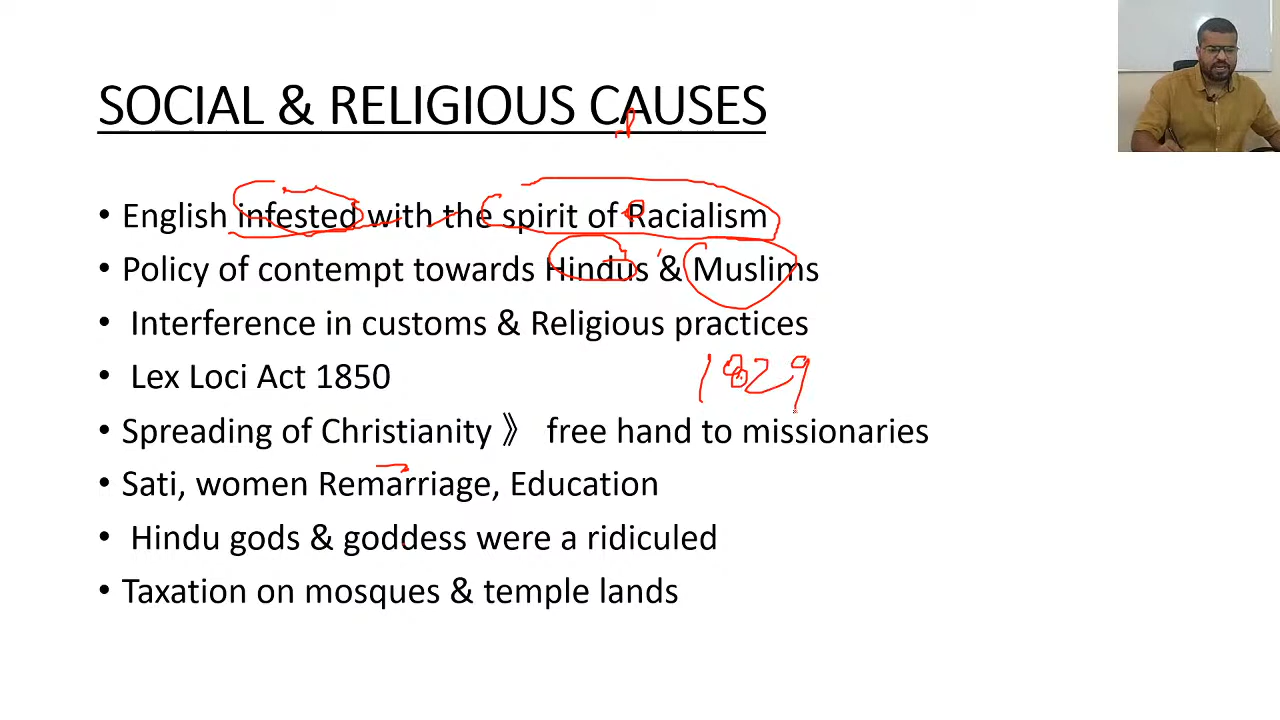 SOCIAL & RELIGIOUS CAUSES
• English infested with the spirit of Racialism
• Policy of contempt towards Hindus & Muslims
• Interference in customs & Religious practices
• Lex Loci Act 1850
1829
• Spreading of Christianity 》 free hand to missionaries
• Sati, women Remarriage, Education
• Hindu gods & goddess were a ridiculed
• Taxation on mosques & temple lands